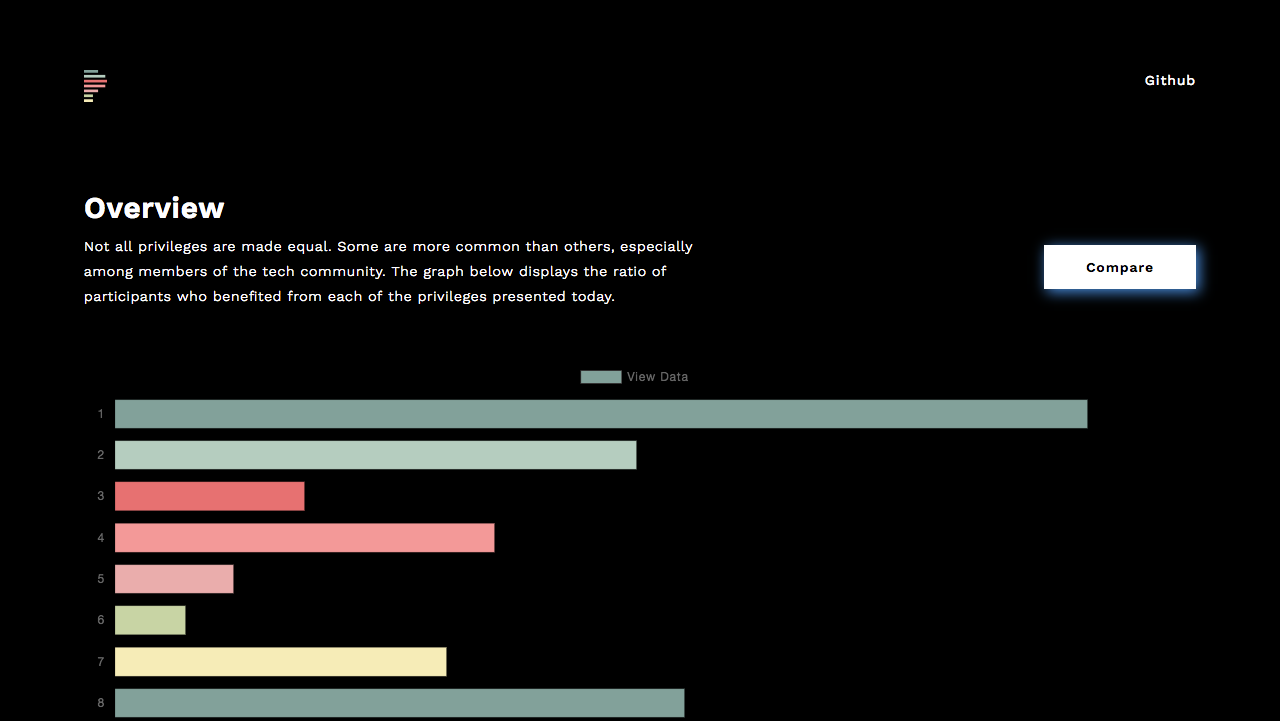 Github
Overview
Not all privileges are made equal. Some are more common than others, especially
among members of the tech community. The graph below displays the ratio of
participants who benefited from each of the privileges presented today.
Compare
View Data
1
2
3
4
5
6
7
8